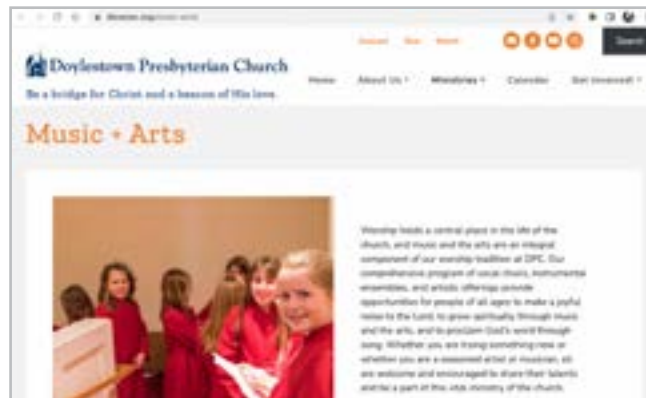 Doylestown Presbyterian Church
Be a bridge for Christ and a beacon of His love.
Home About Us Ministries Calendar Get Involved!
Search
Music + Arts
Worship holds a central place in the life of the
church, and music and the arts are an integral
component of our worship tradition at DPC. Our
comprehensive program of vocal choirs, instrumental
ensembles, and artistic offerings provide
opportunities for people of all ages to make a joyful
noise to the Lord, to grow spiritually through music
and the arts, and to proclaim God's word through
song. Whether you are trying something new or
whether you are a seasoned artist or musician, all
are welcome and encouraged to share their talents
and be a part of this vital ministry of the church.